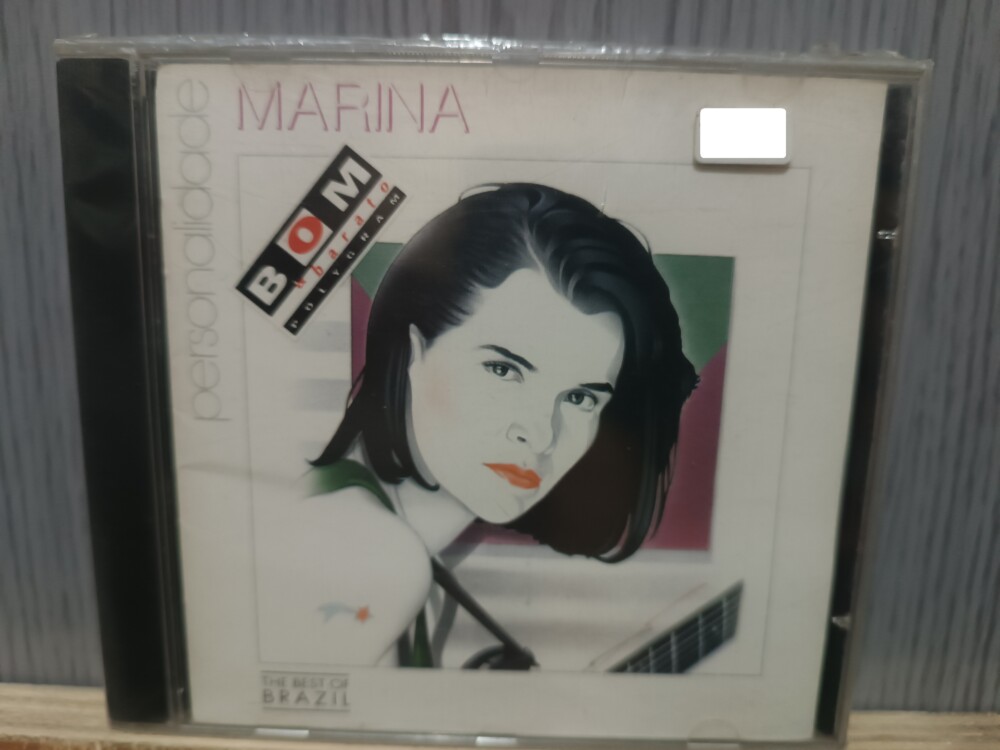 MARINA
personalidade
BOM
& barato
POLYGRAM
THE BEST OF
BRAZIL